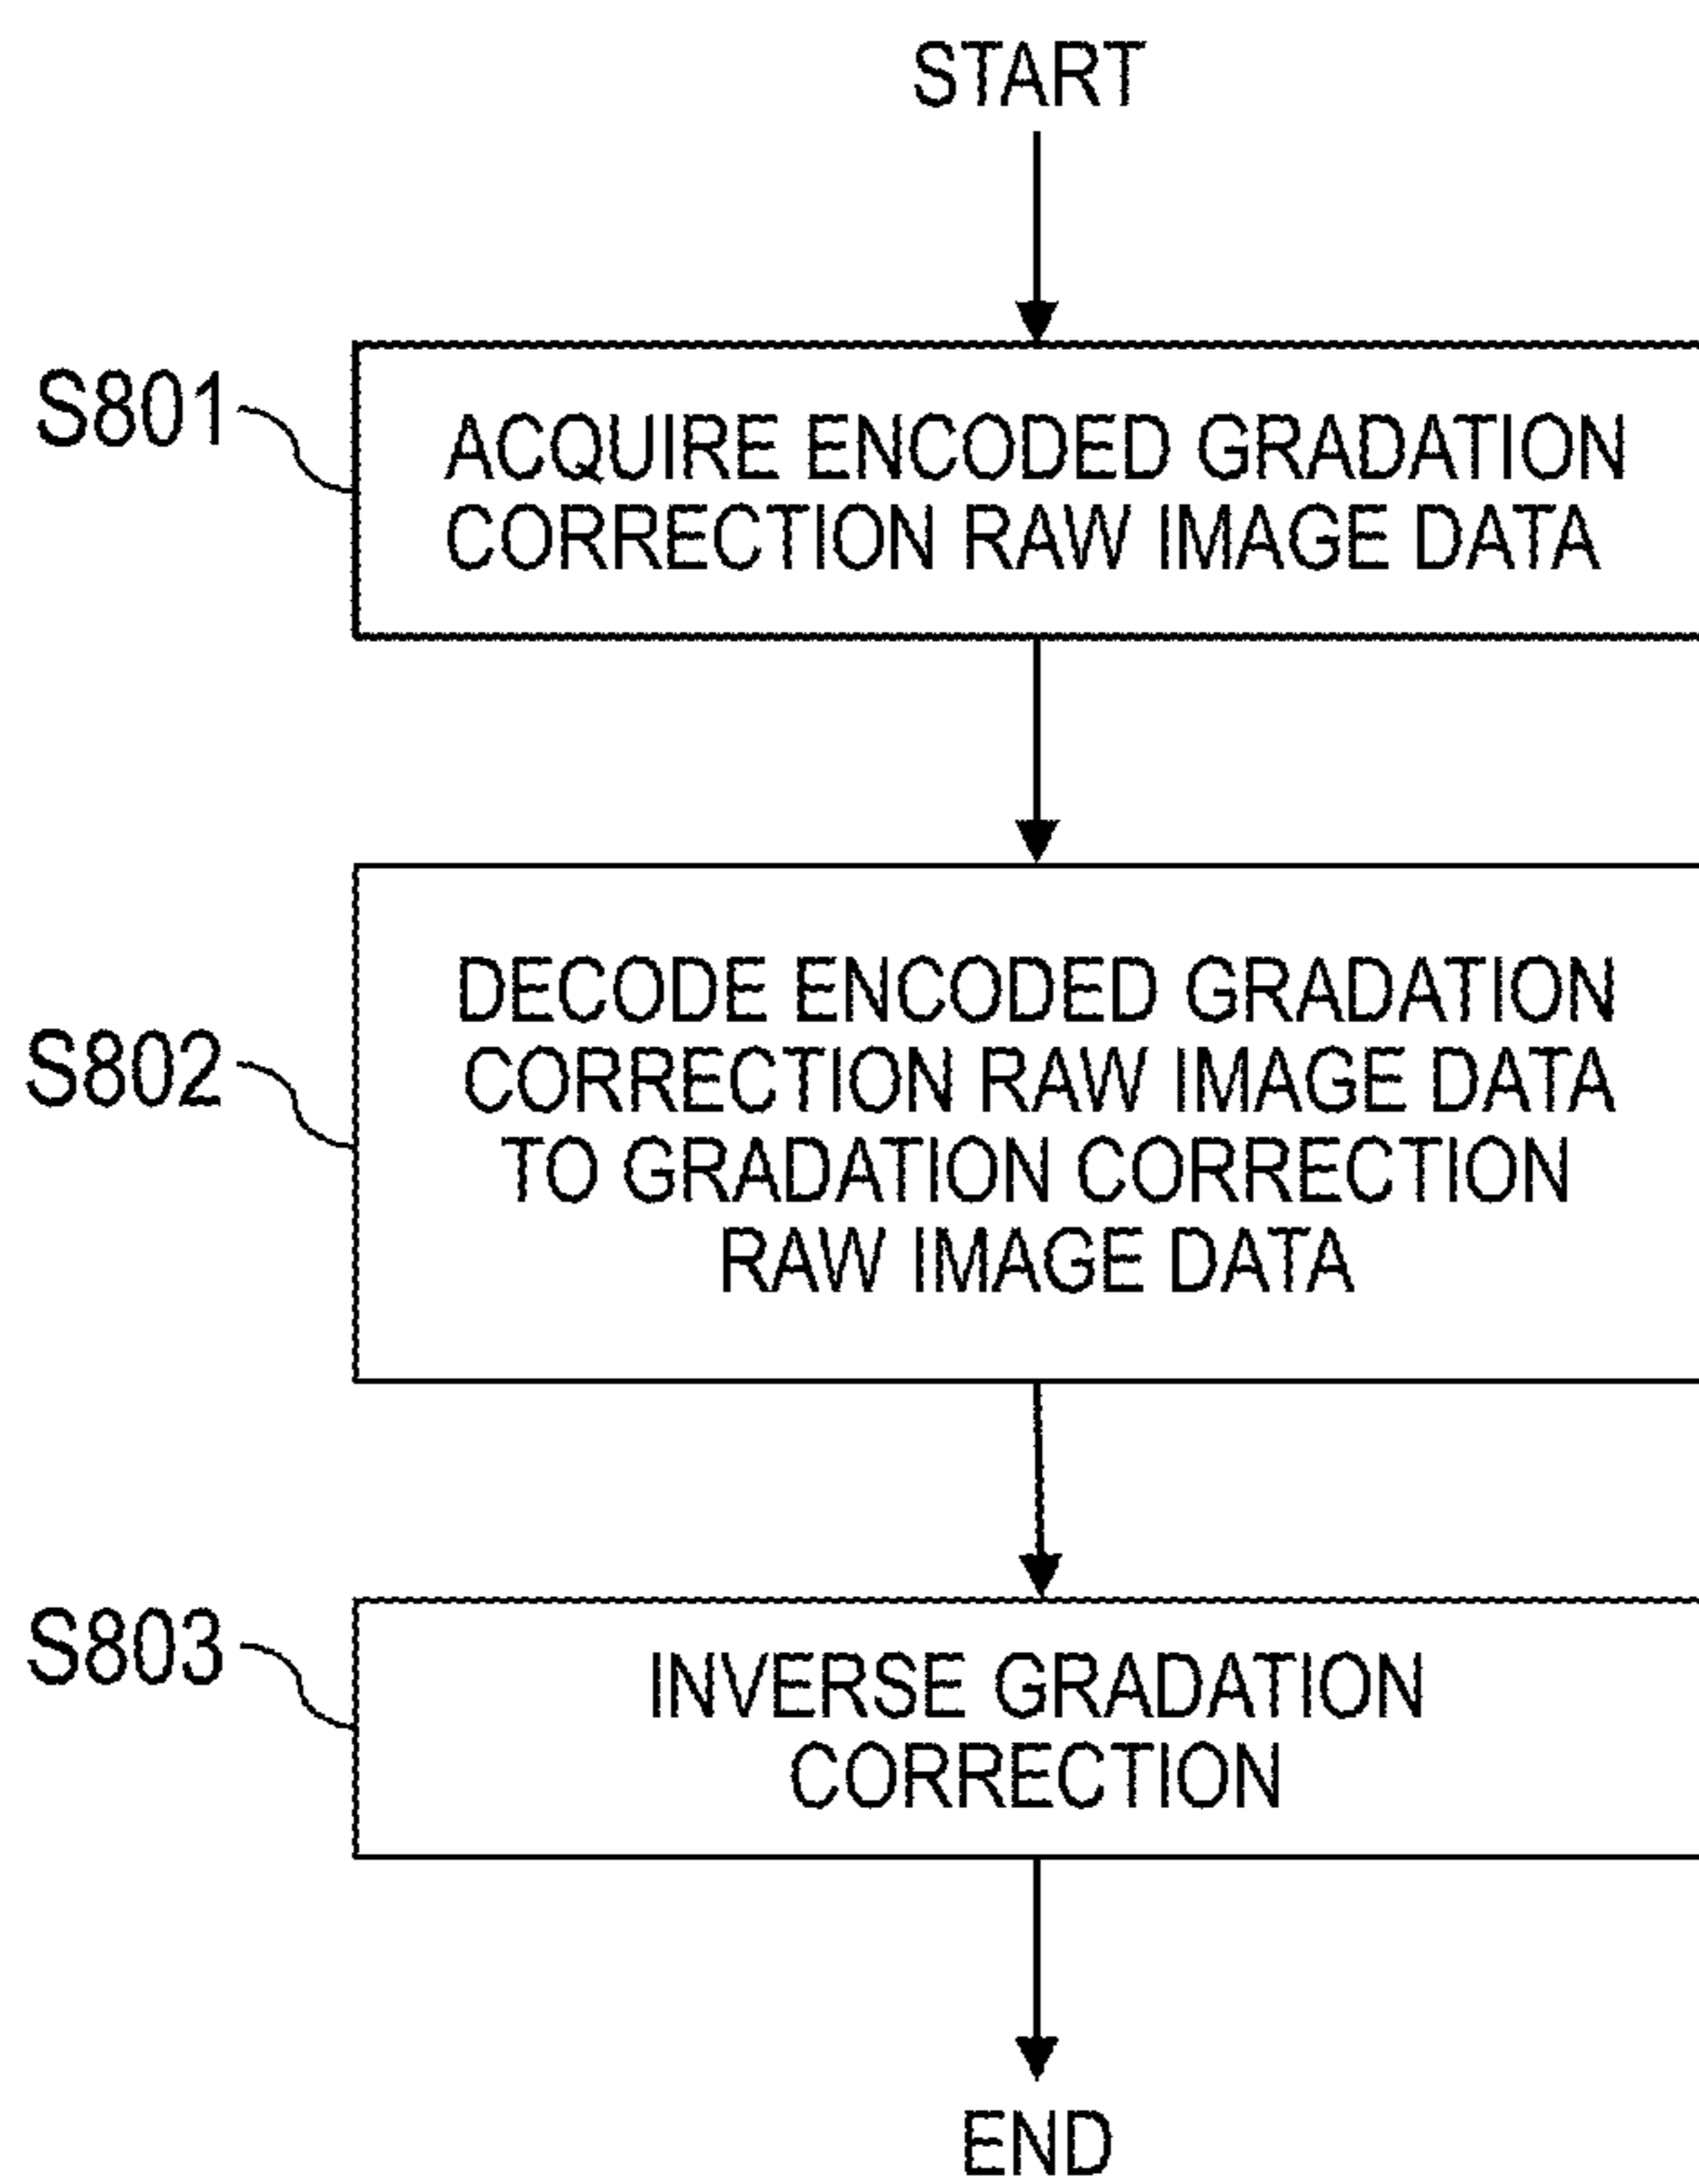 START
S801
ACQUIRE ENCODED GRADATION
CORRECTION RAW IMAGE DATA
S802
DECODE ENCODED GRADATION
CORRECTION RAW IMAGE DATA
TO GRADATION CORRECTION
RAW IMAGE DATA
S803
INVERSE GRADATION
CORRECTION
END